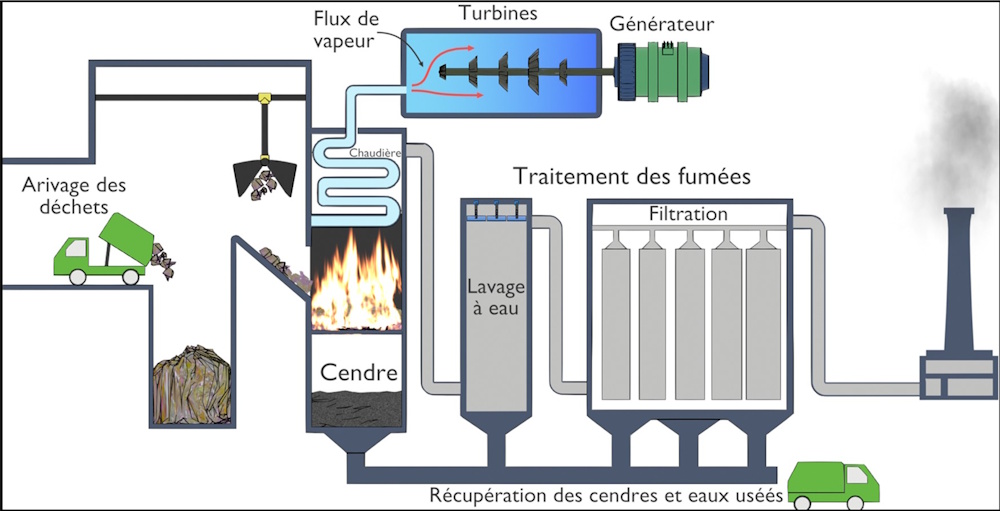 Flux de
vapeur
Turbines
Générateur
Chaudière
Arivage des
déchets
Traitement des fumées
Filtration
Lavage
à eau
Cendre
Récupération des cendres et eaux uséés